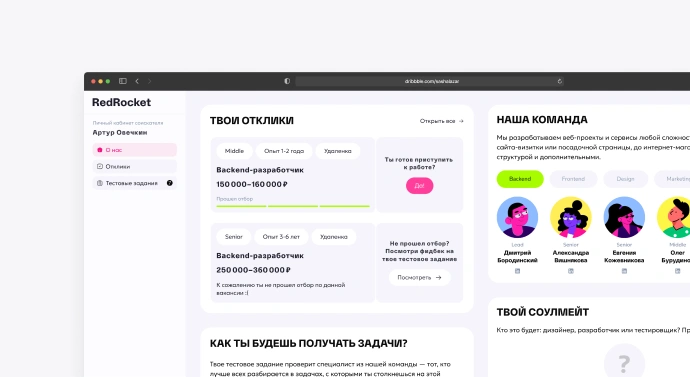 dribbble.com/sashalazar
RedRocket
Личный кабинет соискателя
Артур Овечкин
О нас
Отклики
Тестовые задания
ТВОИ ОТКЛИКИ
Открыть все →
Middle
Опыт 1-2 года
Удаленка
Backend-разработчик
150 000–160 000 ₽
Прошел отбор
Ты готов приступить
к работе?
Да!
Senior
Опыт 3-6 лет
Удаленка
Backend-разработчик
250 000–360 000 ₽
К сожалению ты не прошел отбор по данной
вакансии :(
Не прошел отбор?
Посмотри фидбек на
твое тестовое задание
Посмотреть →
КАК ТЫ БУДЕШЬ ПОЛУЧАТЬ ЗАДАЧИ?
Твое тестовое задание проверит специалист из нашей команды — тот, кто
лучше всех разбирается в задачах, с которыми ты столкнешься на этой
НАША КОМАНДА
Мы разрабатываем веб-проекты и сервисы любой сложност
сайта-визитки или посадочной страницы, до интернет-мага
структурой и дополнительными.
Backend
Frontend
Design
Marketin
Lead
Дмитрий
Бородинский
Senior
Александра
Вишнякова
Senior
Евгения
Кожевникова
Middle
Олег
Бурудино
ТВОЙ СОУЛМЕЙТ
Кто это будет: дизайнер, разработчик или тестировщик? Пр
?